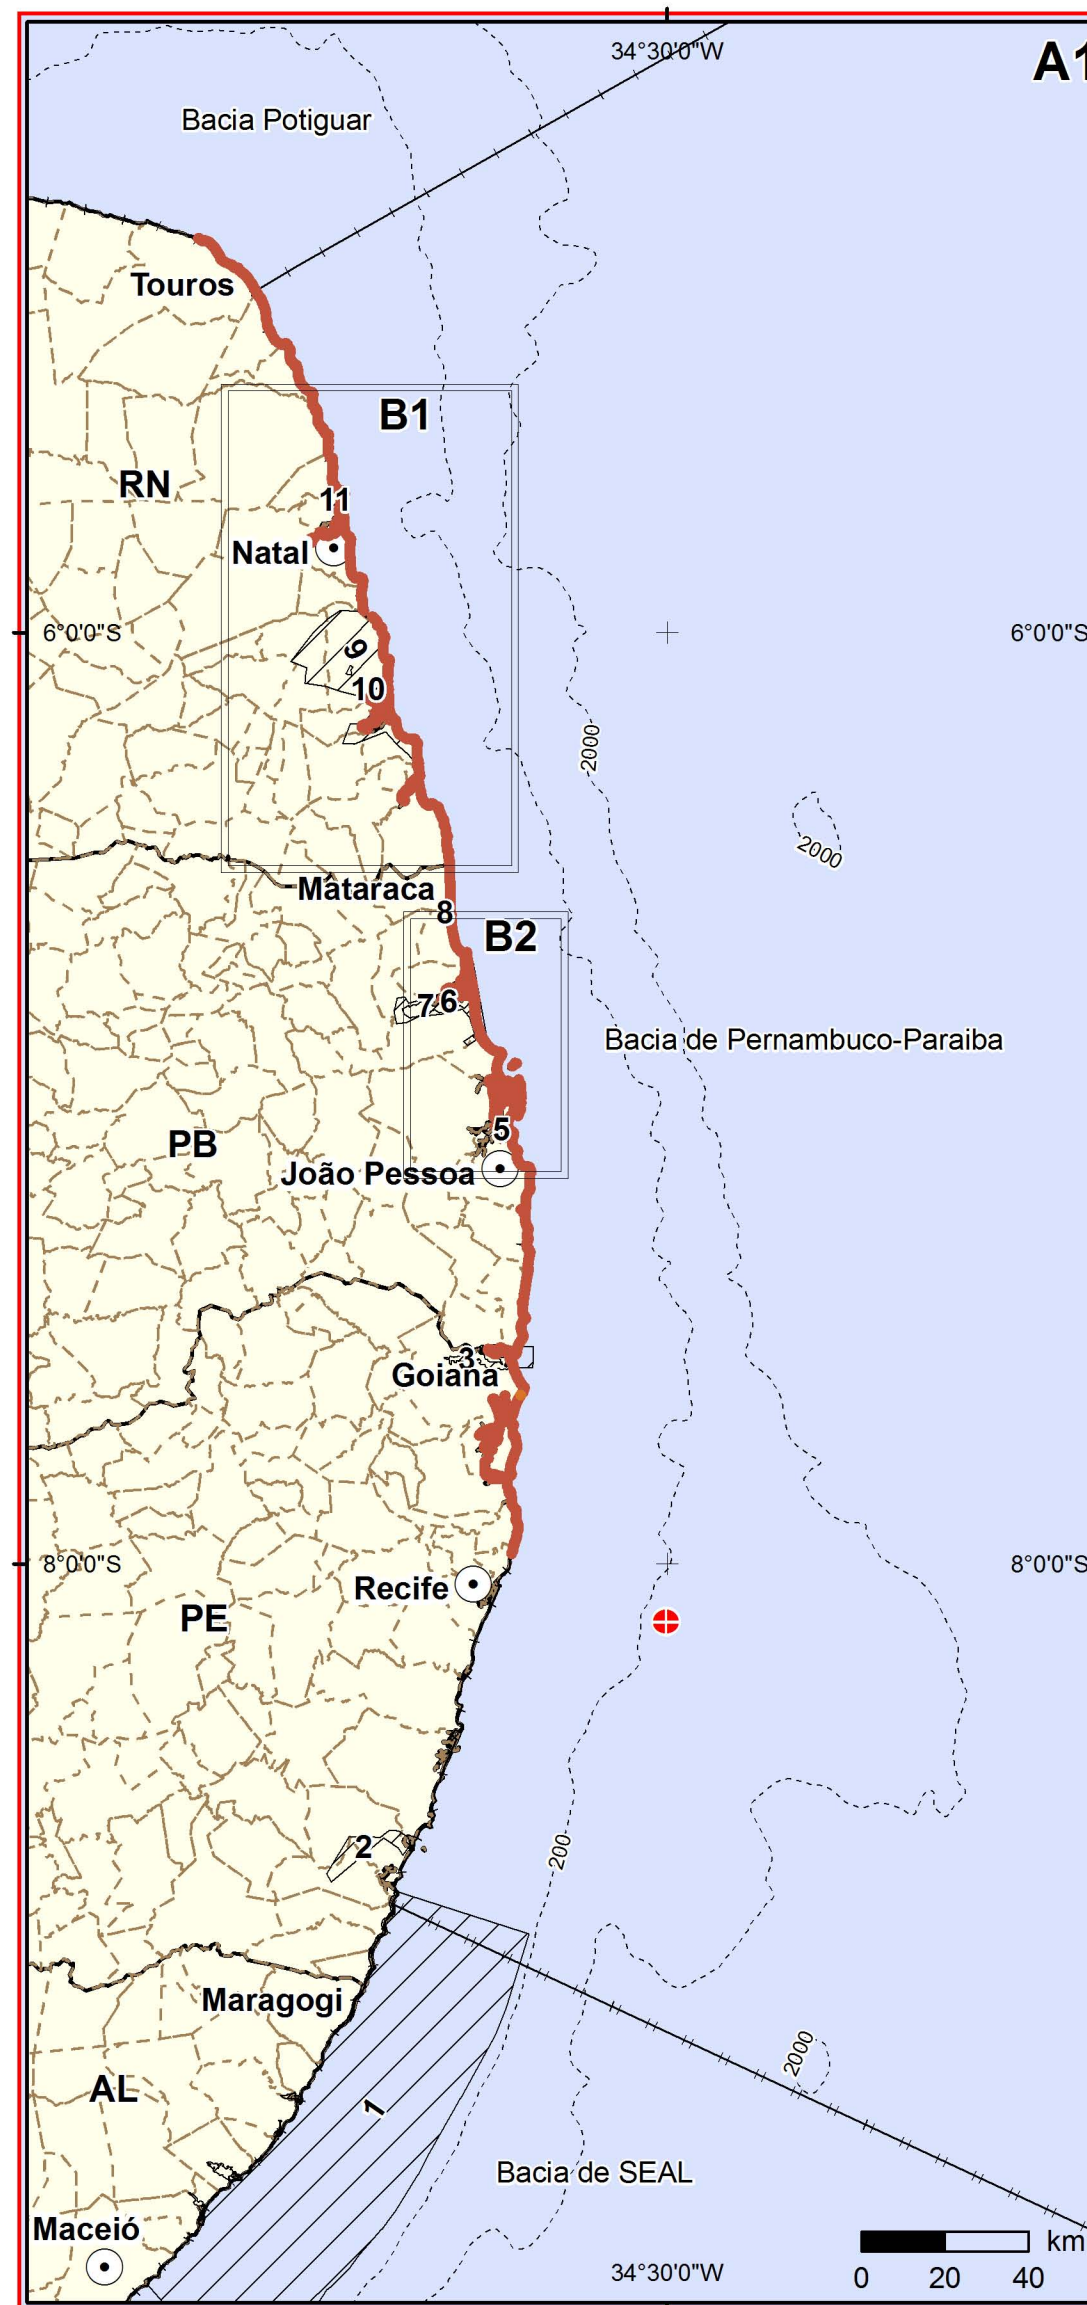 34°30'0"W
A1
Bacia Potiguar
Touros
B1
RN
11
Natal
6°0'0"S
6°0'0"S
9
10
2000
2000
Mataraca
8
B2
7
6
Bacia de Pernambuco-Paraiba
5
PB
João Pessoa
3
Goiana
8°0'0"S
8°0'0"S
Recife
PE
2
200
Maragogi
2000
AL
1
Bacia de SEAL
Maceió
km
34°30'0"W
0 20 40